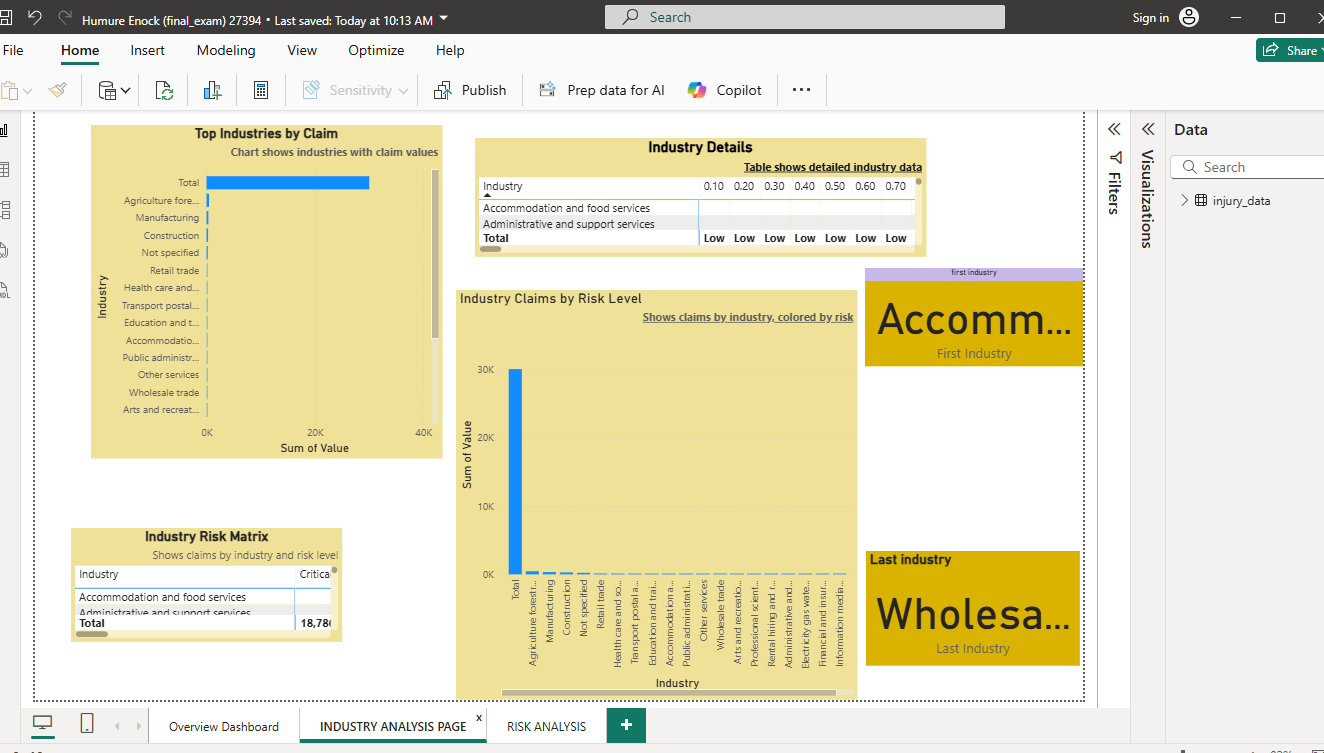 Humure Enock (final_exam) 27394 • Last saved: Today at 10:13 AM
Search
Sign in
File
Home
Insert
Modeling
View
Optimize
Help
Share
Sensitivity
Publish
Prep data for AI
Copilot
Top Industries by Claim
Chart shows industries with claim values
Industry
Total
Agriculture fore...
Manufacturing
Construction
Not specified
Retail trade
Health care and...
Transport postal...
Education and t...
Accommodatio...
Public administr...
Other services
Wholesale trade
Arts and recreat...
0K 20K 40K
Sum of Value
Industry Details
Table shows detailed industry data
Industry 0.10 0.20 0.30 0.40 0.50 0.60 0.70
Accommodation and food services
Administrative and support services
Total Low Low Low Low Low Low Low
Industry Claims by Risk Level
Shows claims by industry, colored by risk
Sum of Value
30K
20K
10K
0K
Total
Agriculture forestr...
Manufacturing
Construction
Not specified
Retail trade
Health care and so...
Transport postal a...
Education and trai...
Accommodation a...
Public administrati...
Other services
Wholesale trade
Arts and recreatio...
Professional scient...
Rental hiring and r...
Administrative and...
Electricity gas wate...
Financial and insur...
Information media...
Industry
first industry
Accomm...
First Industry
Last industry
Wholesa...
Last Industry
Industry Risk Matrix
Shows claims by industry and risk level
Industry Critica
Accommodation and food services
Administrative and support services
Total 18,786
Filters
Visualizations
Data
Search
injury_data
Overview Dashboard
INDUSTRY ANALYSIS PAGE
x
RISK ANALYSIS
+